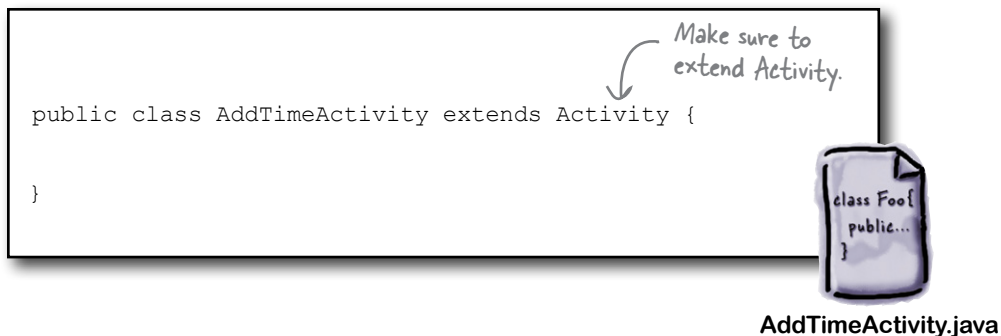 Make sure to
extend Activity.
public class AddTimeActivity extends Activity {
}
class Foo{
public...
}
AddTimeActivity.java